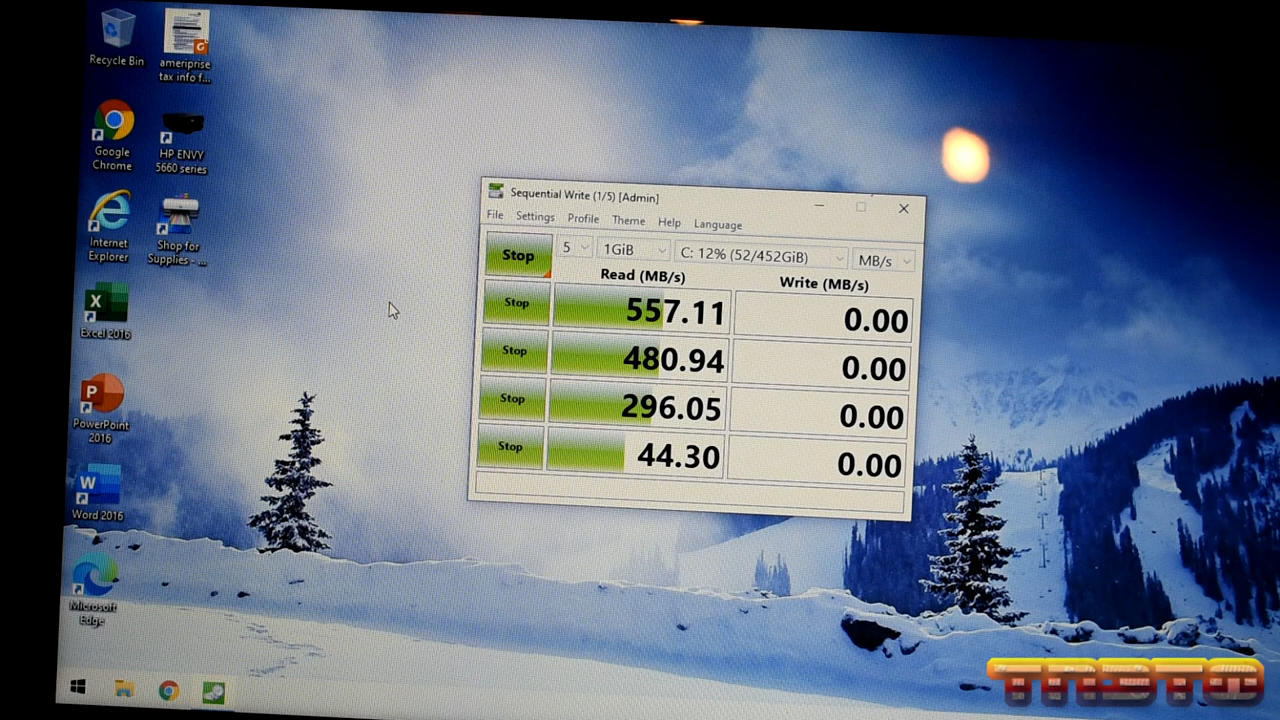 Recycle Bin
ameriprise
tax info f...
Google
Chrome
HP ENVY
5660 series
Internet
Explorer
Shop for
Supplies - ...
X
Excel 2016
P
PowerPoint
2016
W
Word 2016
Microsoft
Edge
Sequential Write (1/5) [Admin]
File Settings Profile Theme Help Language
Stop 5 1GiB C: 12% (52/452GiB) MB/s
Read (MB/s) Write (MB/s)
Stop 557.11 0.00
Stop 480.94 0.00
Stop 296.05 0.00
Stop 44.30 0.00